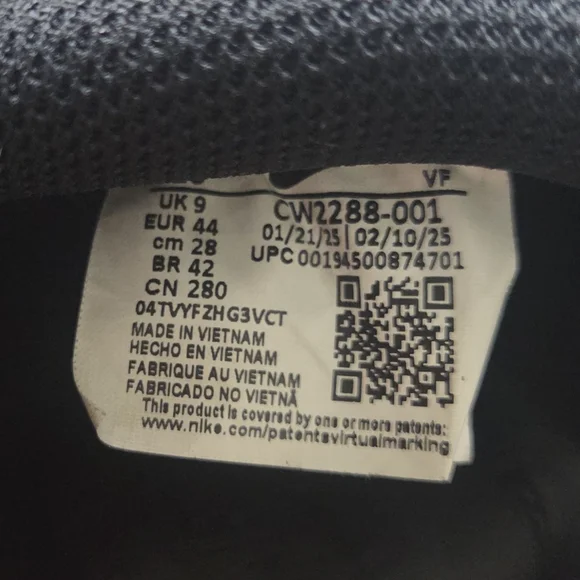 VF
UK 9
EUR 44
cm 28
BR 42
CN 280
CW2288-001
01/21/25 | 02/10/25
UPC 00194500874701
04TVYFZHG3VCT
MADE IN VIETNAM
HECHO EN VIETNAM
FABRIQUE AU VIETNAM
FABRICADO NO VIETNÃ
This product is covered by one or more patents:
www.nike.com/patentsvirtualmarking